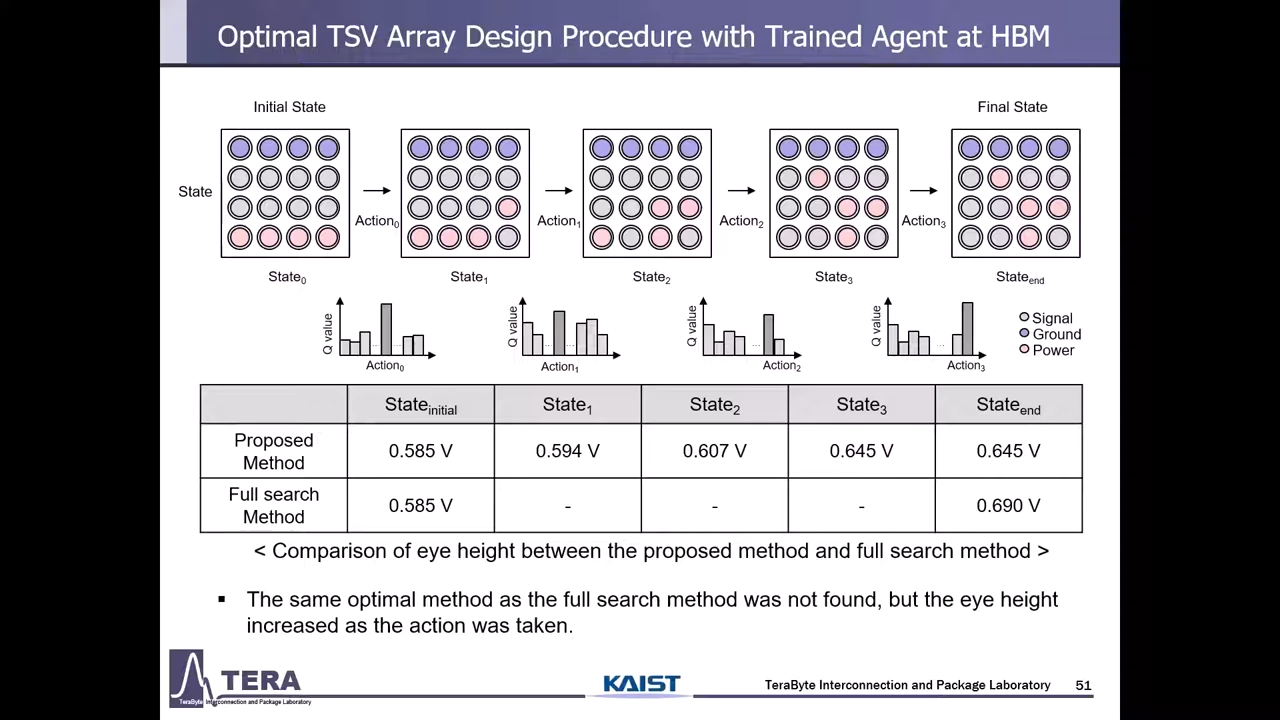 Optimal TSV Array Design Procedure with Trained Agent at HBM
Initial State
Final State
State
Action0
Action1
Action2
Action3
State0
State1
State2
State3
Stateend
Q value
Q value
Q value
Q value
Action0
Action1
Action2
Action3
Signal
Ground
Power
Stateinitial State1 State2 State3 Stateend
Proposed
Method
0.585 V 0.594 V 0.607 V 0.645 V 0.645 V
Full search
Method
0.585 V - - - 0.690 V
< Comparison of eye height between the proposed method and full search method >
▪ The same optimal method as the full search method was not found, but the eye height
increased as the action was taken.
TERA
TeraByte Interconnection and Package Laboratory
KAIST
TeraByte Interconnection and Package Laboratory
51